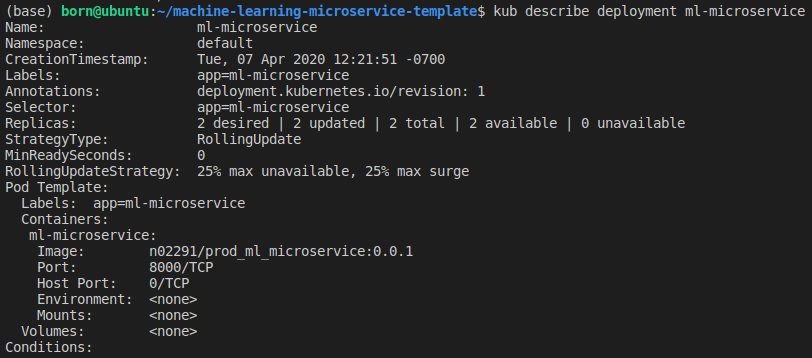 (base) born@ubuntu:~/machine-learning-microservice-template$ kub describe deployment ml-microservice
Name:                   ml-microservice
Namespace:              default
CreationTimestamp:      Tue, 07 Apr 2020 12:21:51 -0700
Labels:                 app=ml-microservice
Annotations:            deployment.kubernetes.io/revision: 1
Selector:               app=ml-microservice
Replicas:               2 desired | 2 updated | 2 total | 2 available | 0 unavailable
StrategyType:           RollingUpdate
MinReadySeconds:        0
RollingUpdateStrategy:  25% max unavailable, 25% max surge
Pod Template:
  Labels:  app=ml-microservice
  Containers:
   ml-microservice:
    Image:        n02291/prod_ml_microservice:0.0.1
    Port:         8000/TCP
    Host Port:    0/TCP
    Environment:  <none>
    Mounts:       <none>
  Volumes:        <none>
Conditions: